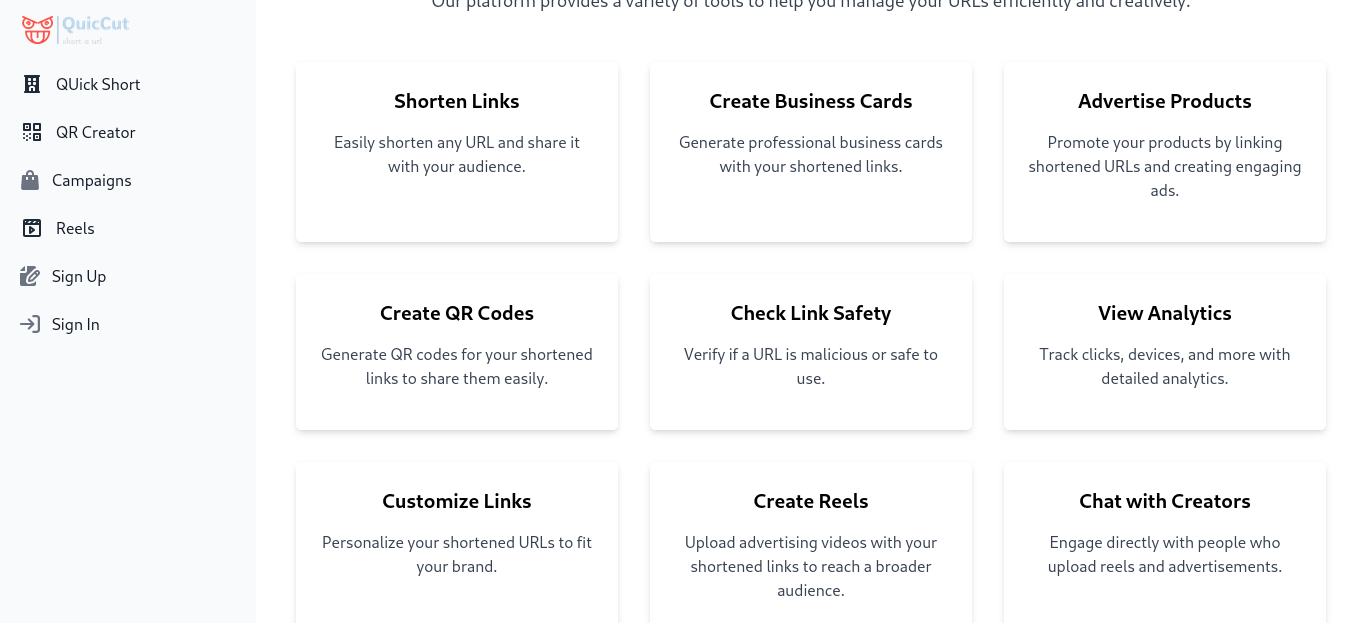 QuicCut
short a url
QUick Short
QR Creator
Campaigns
Reels
Sign Up
Sign In
Our platform provides a variety of tools to help you manage your URLs efficiently and creatively.
Shorten Links
Easily shorten any URL and share it
with your audience.
Create Business Cards
Generate professional business cards
with your shortened links.
Advertise Products
Promote your products by linking
shortened URLs and creating engaging
ads.
Create QR Codes
Generate QR codes for your shortened
links to share them easily.
Check Link Safety
Verify if a URL is malicious or safe to
use.
View Analytics
Track clicks, devices, and more with
detailed analytics.
Customize Links
Personalize your shortened URLs to fit
your brand.
Create Reels
Upload advertising videos with your
shortened links to reach a broader
audience.
Chat with Creators
Engage directly with people who
upload reels and advertisements.